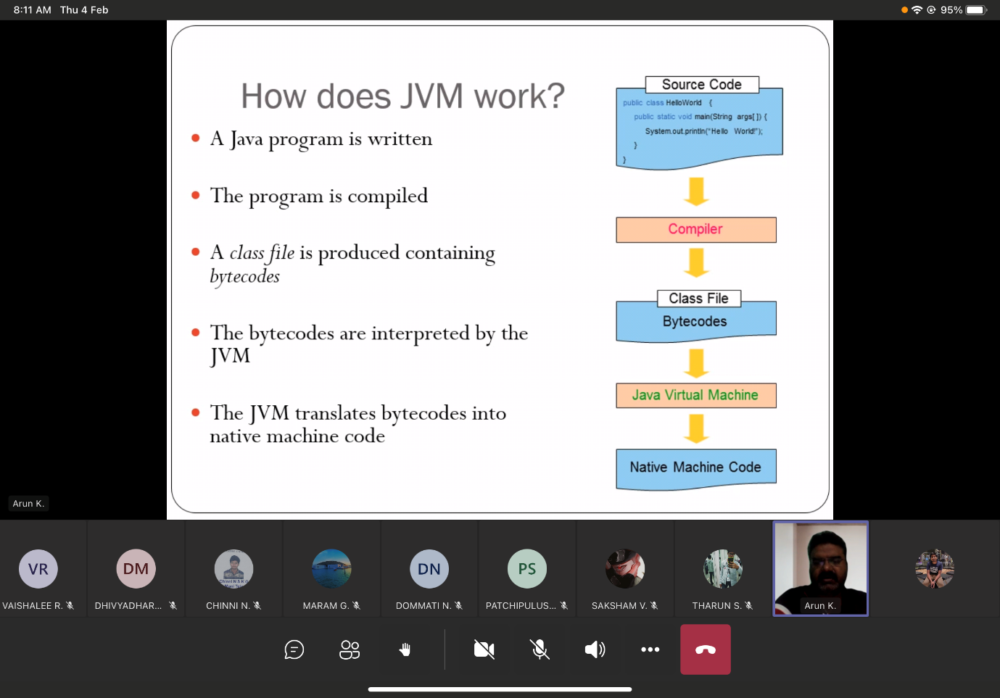 8:11 AM Thu 4 Feb
95%
How does JVM work?
A Java program is written
The program is compiled
A class file is produced containing
bytecodes
The bytecodes are interpreted by the
JVM
The JVM translates bytecodes into
native machine code
Source Code
public class HelloWorld {
public static void main(String args[]) {
System.out.println("Hello World!");
}
}
Compiler
Class File
Bytecodes
Java Virtual Machine
Native Machine Code
Arun K.
VR
DM
DN
PS
VAISHALEE R.
DHIVYADHAR...
CHINNI N.
MARAM G.
DOMMATI N.
PATCHIPULUS...
SAKSHAM V.
THARUN S.
Arun K.